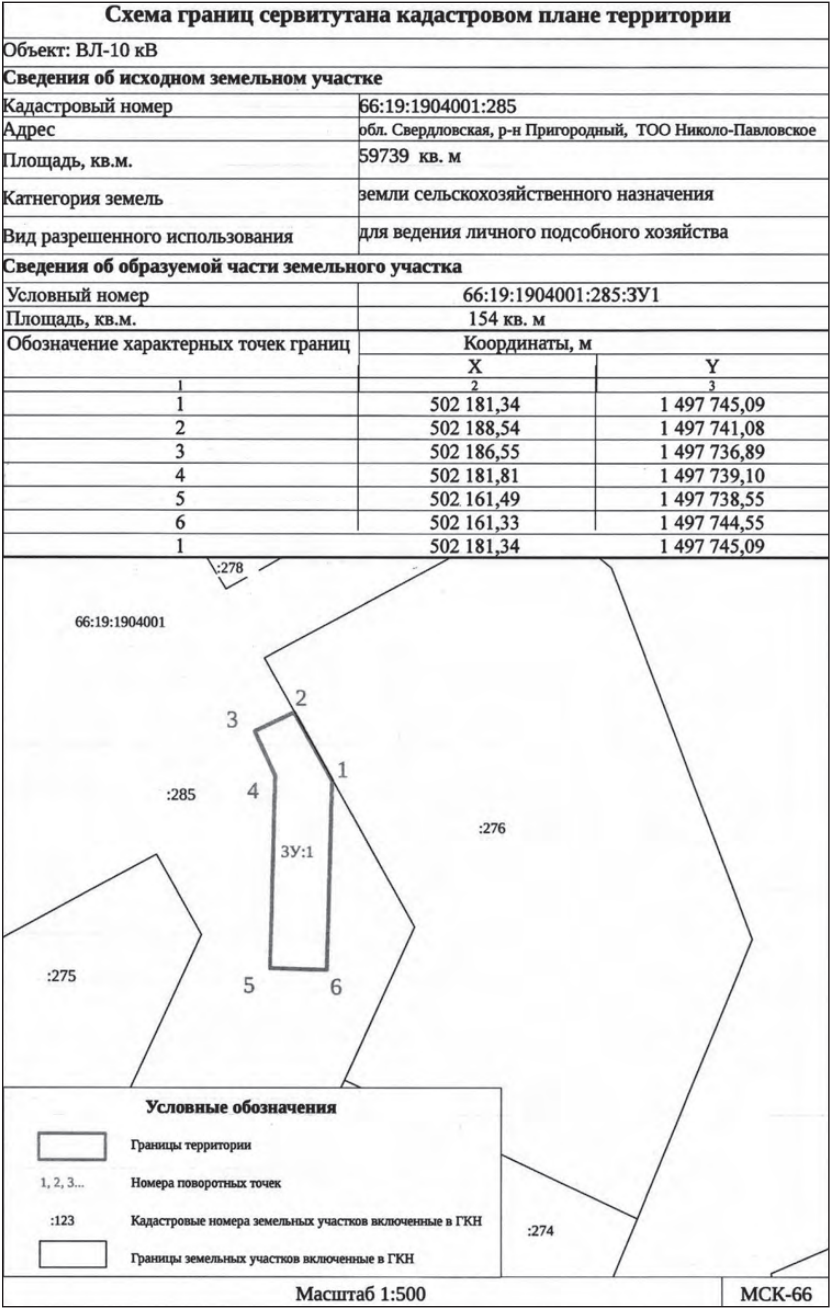 Схема границ сервитутана кадастровом плане территории
Объект: ВЛ-10 кВ
Сведения об исходном земельном участке
Кадастровый номер 66:19:1904001:285
Адрес обл. Свердловская, р-н Пригородный, ТОО Николо-Павловское
Площадь, кв.м. 59739 кв. м
Катнегория земель земли сельскохозяйственного назначения
Вид разрешенного использования для ведения личного подсобного хозяйства
Сведения об образуемой части земельного участка
Условный номер 66:19:1904001:285:ЗУ1
Площадь, кв.м. 154 кв. м
Обозначение характерных точек границ Координаты, м
X Y
1 2 3
1 502 181,34 1 497 745,09
2 502 188,54 1 497 741,08
3 502 186,55 1 497 736,89
4 502 181,81 1 497 739,10
5 502 161,49 1 497 738,55
6 502 161,33 1 497 744,55
1 502 181,34 1 497 745,09
:278
66:19:1904001
2
3
1
4
:285
:276
ЗУ:1
:275
5
6
Условные обозначения
Границы территории
1, 2, 3... Номера поворотных точек
:123 Кадастровые номера земельных участков включенные в ГКН
Границы земельных участков включенные в ГКН
:274
Масштаб 1:500 МСК-66